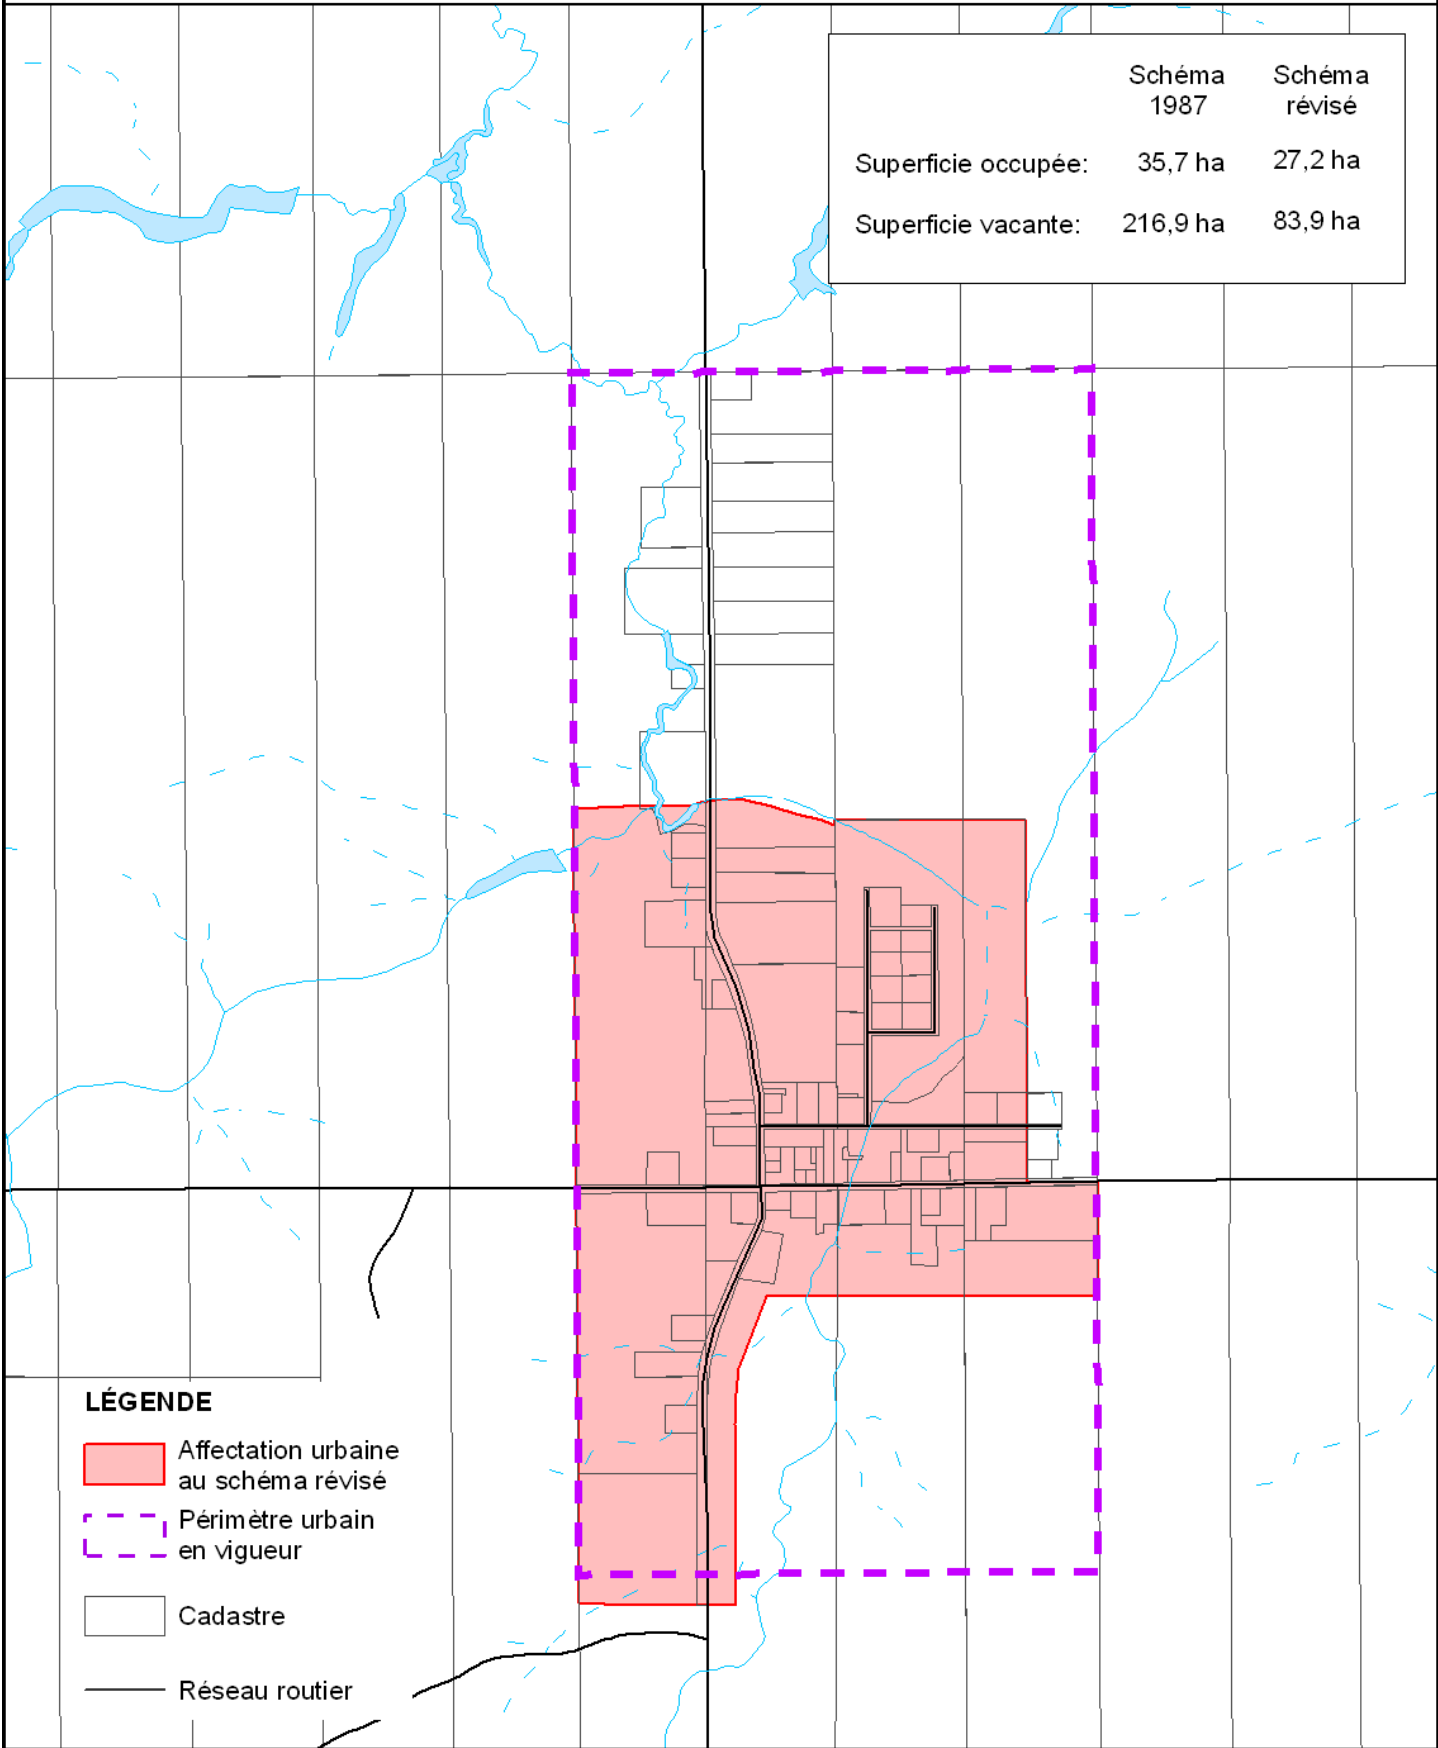 Schéma 1987
Schéma révisé
Superficie occupée: 35,7 ha 27,2 ha
Superficie vacante: 216,9 ha 83,9 ha
LÉGENDE
Affectation urbaine
au schéma révisé
Périmètre urbain
en vigueur
Cadastre
Réseau routier